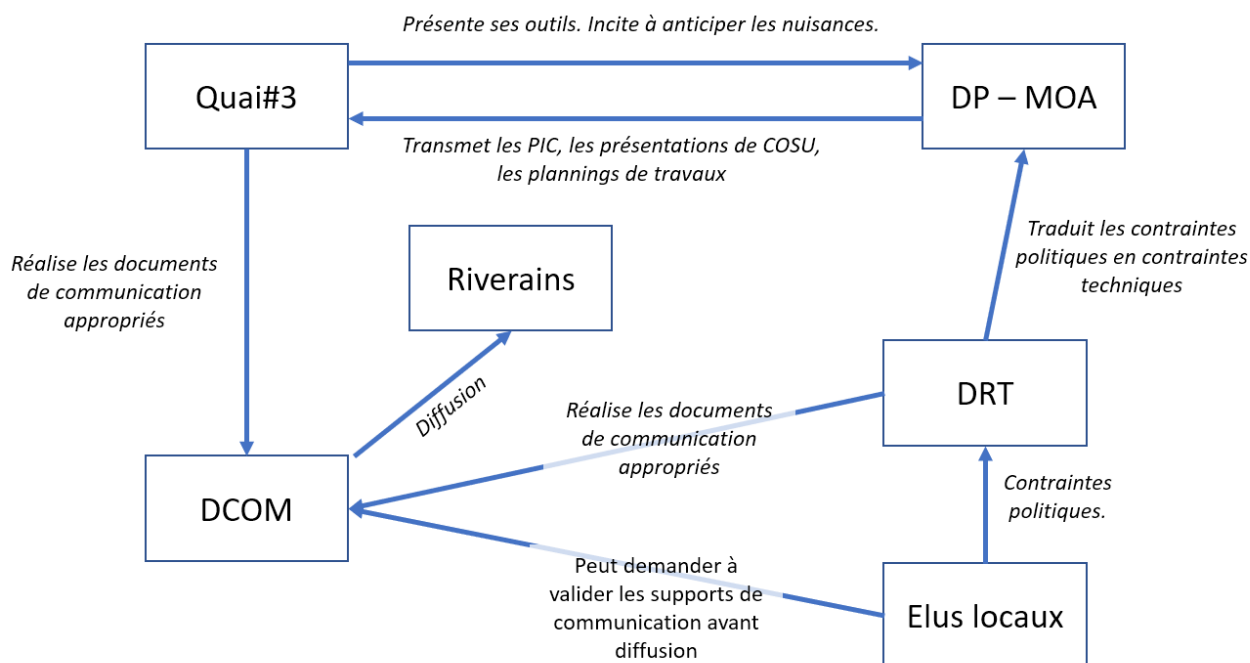 Présente ses outils. Incite à anticiper les nuisances.
Quai#3
DP – MOA
Transmet les PIC, les présentations de COSU,
les plannings de travaux
Réalise les documents
de communication
appropriés
Riverains
Traduit les contraintes
politiques en contraintes
techniques
Diffusion
Réalise les documents
de communication
appropriés
DRT
DCOM
Contraintes
politiques.
Peut demander à
valider les supports de
communication avant
diffusion
Elus locaux